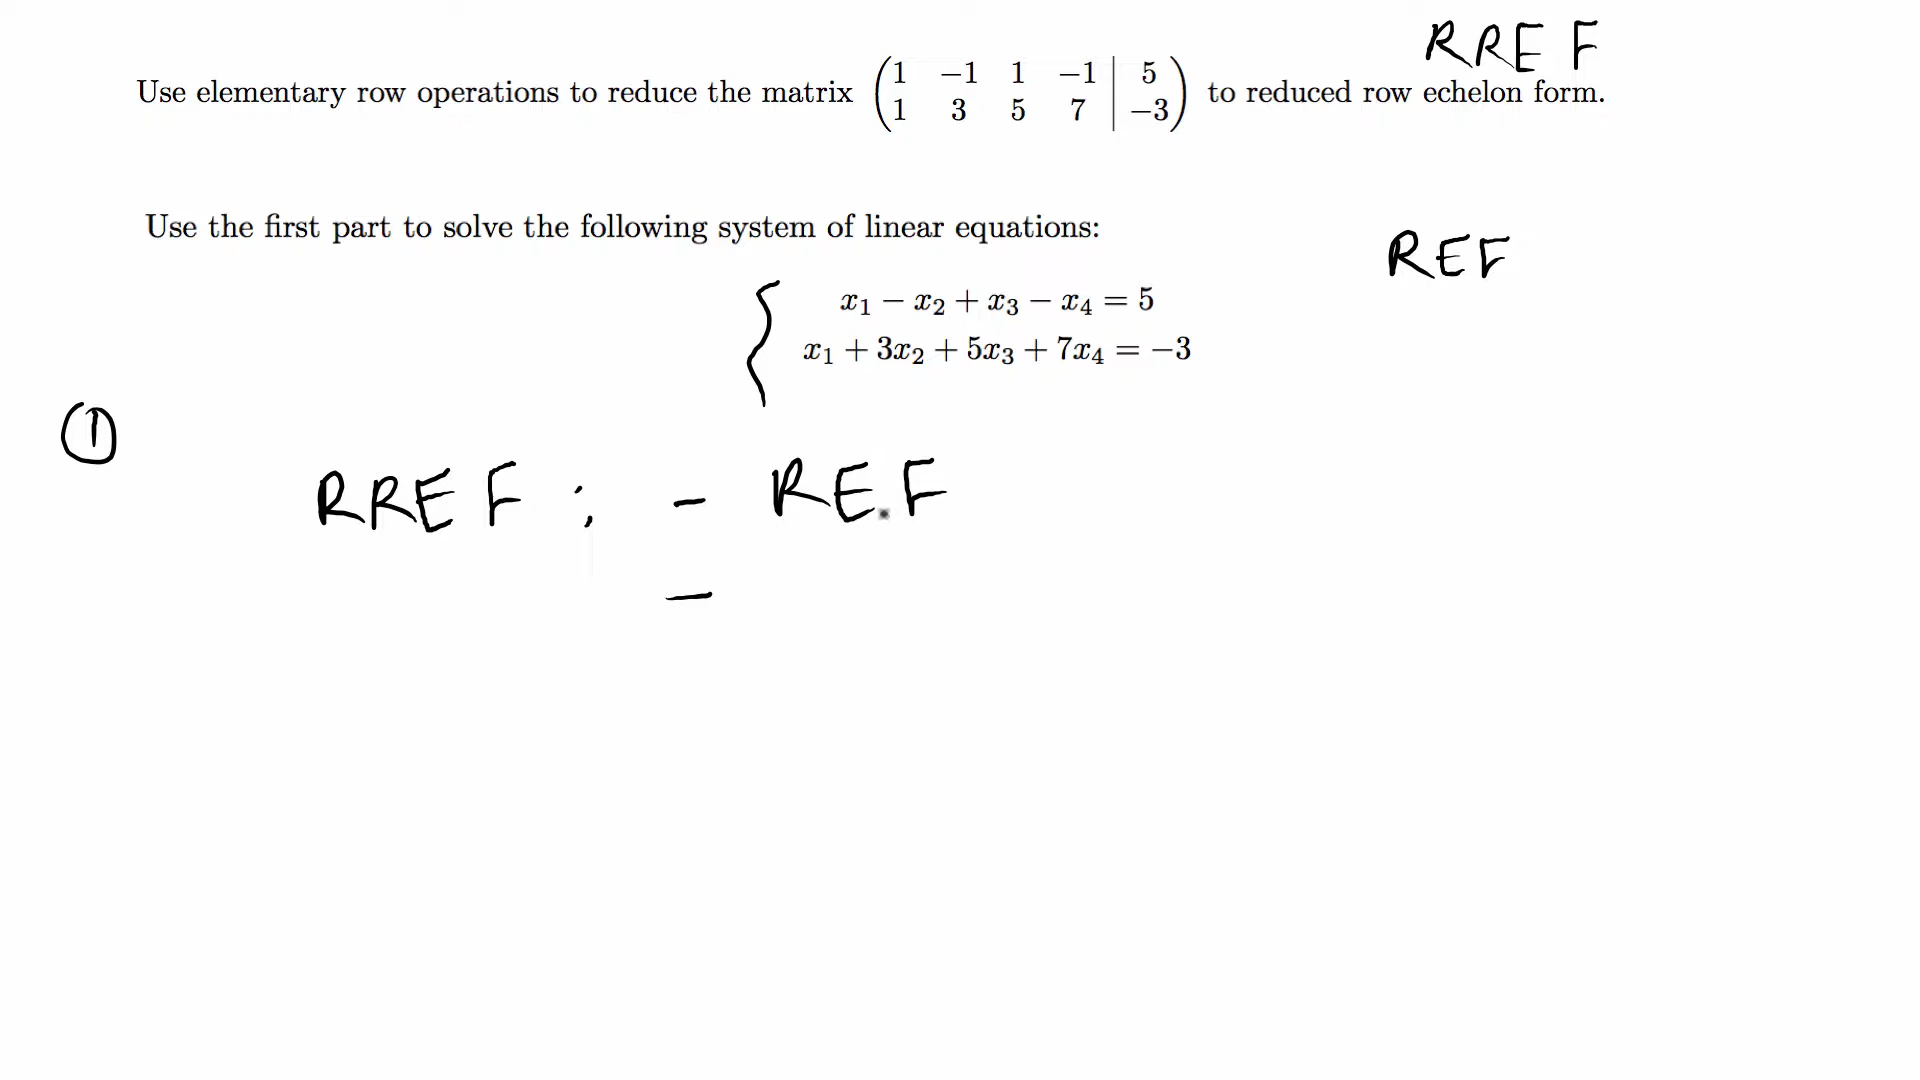 RREF
Use elementary row operations to reduce the matrix (1 −1 1 −1 | 5
1 3 5 7 | −3) to reduced row echelon form.
Use the first part to solve the following system of linear equations:
REF
{ x₁ − x₂ + x₃ − x₄ = 5
x₁ + 3x₂ + 5x₃ + 7x₄ = −3
①
RREF : - REF
-